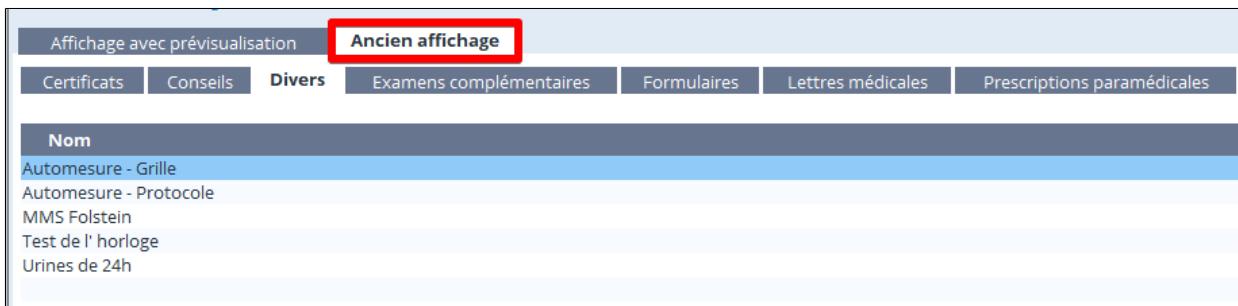 Affichage avec prévisualisation Ancien affichage
Certificats Conseils Divers Examens complémentaires Formulaires Lettres médicales Prescriptions paramédicales
Nom
Automesure - Grille
Automesure - Protocole
MMS Folstein
Test de l' horloge
Urines de 24h